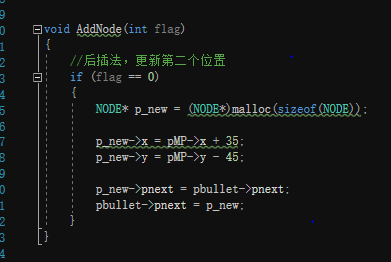 void AddNode(int flag)
{
//后插法，更新第二个位置
if (flag == 0)
{
NODE* p_new = (NODE*)malloc(sizeof(NODE));
p_new->x = pMP->x + 35;
p_new->y = pMP->y - 45;
p_new->pnext = pbullet->pnext;
pbullet->pnext = p_new;
}
}